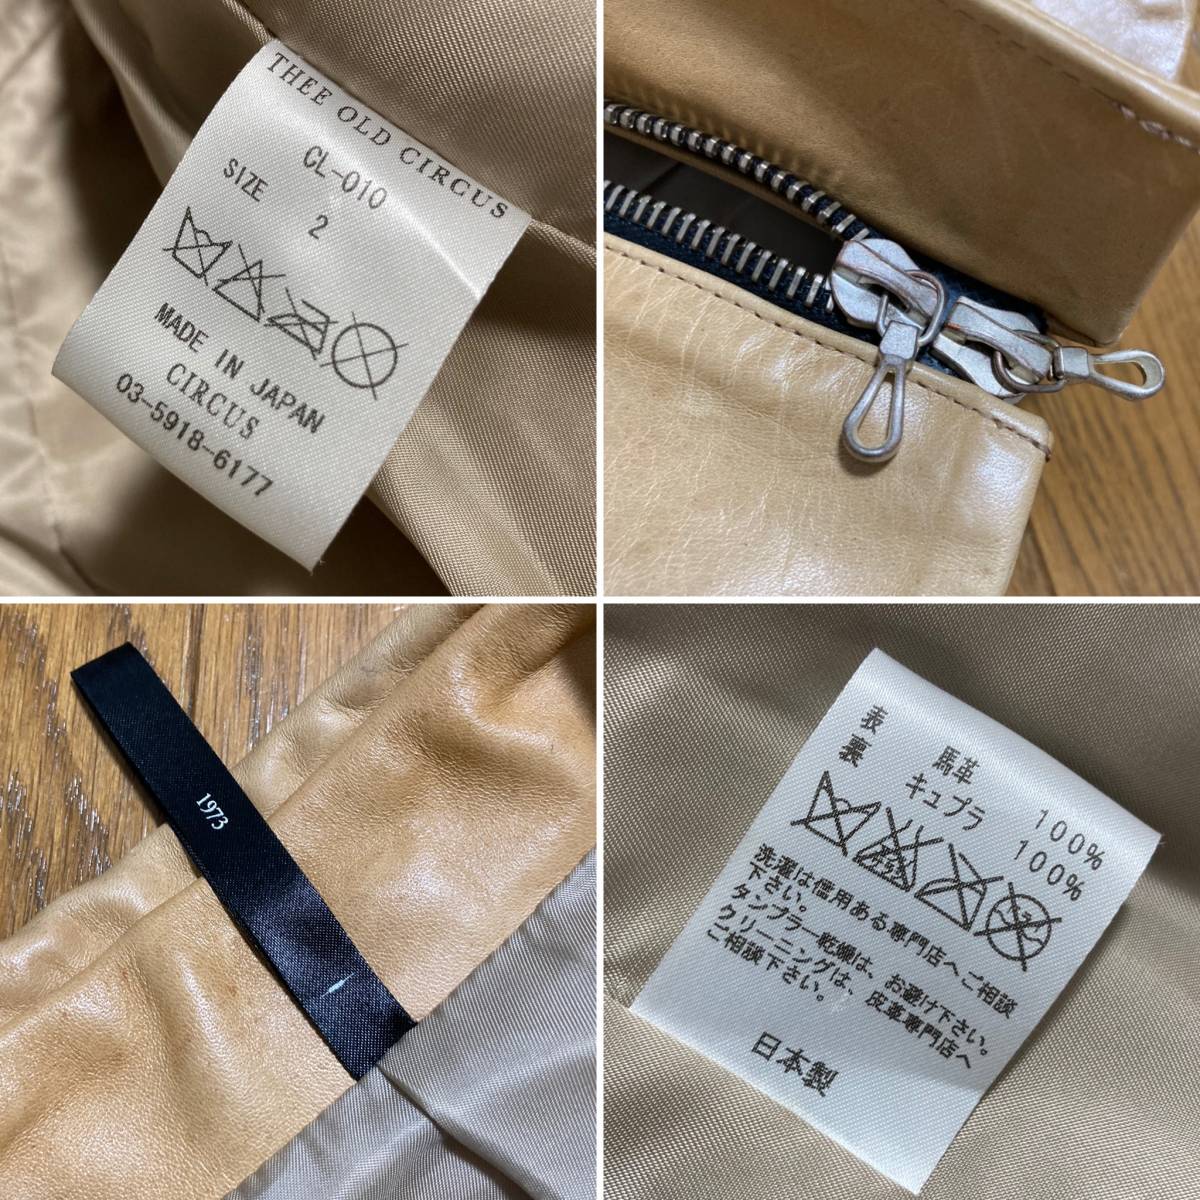 THEE OLD CIRCUS
CL-010
SIZE 2
MADE IN JAPAN
CIRCUS
03-5918-6177
1973
表 馬革 100%
裏 キュプラ 100%
洗濯は信用ある専門店へご相談
下さい。
タンブラー乾燥は、お避け下さい。
クリーニングは、皮革専門店へ
ご相談下さい。
日本製